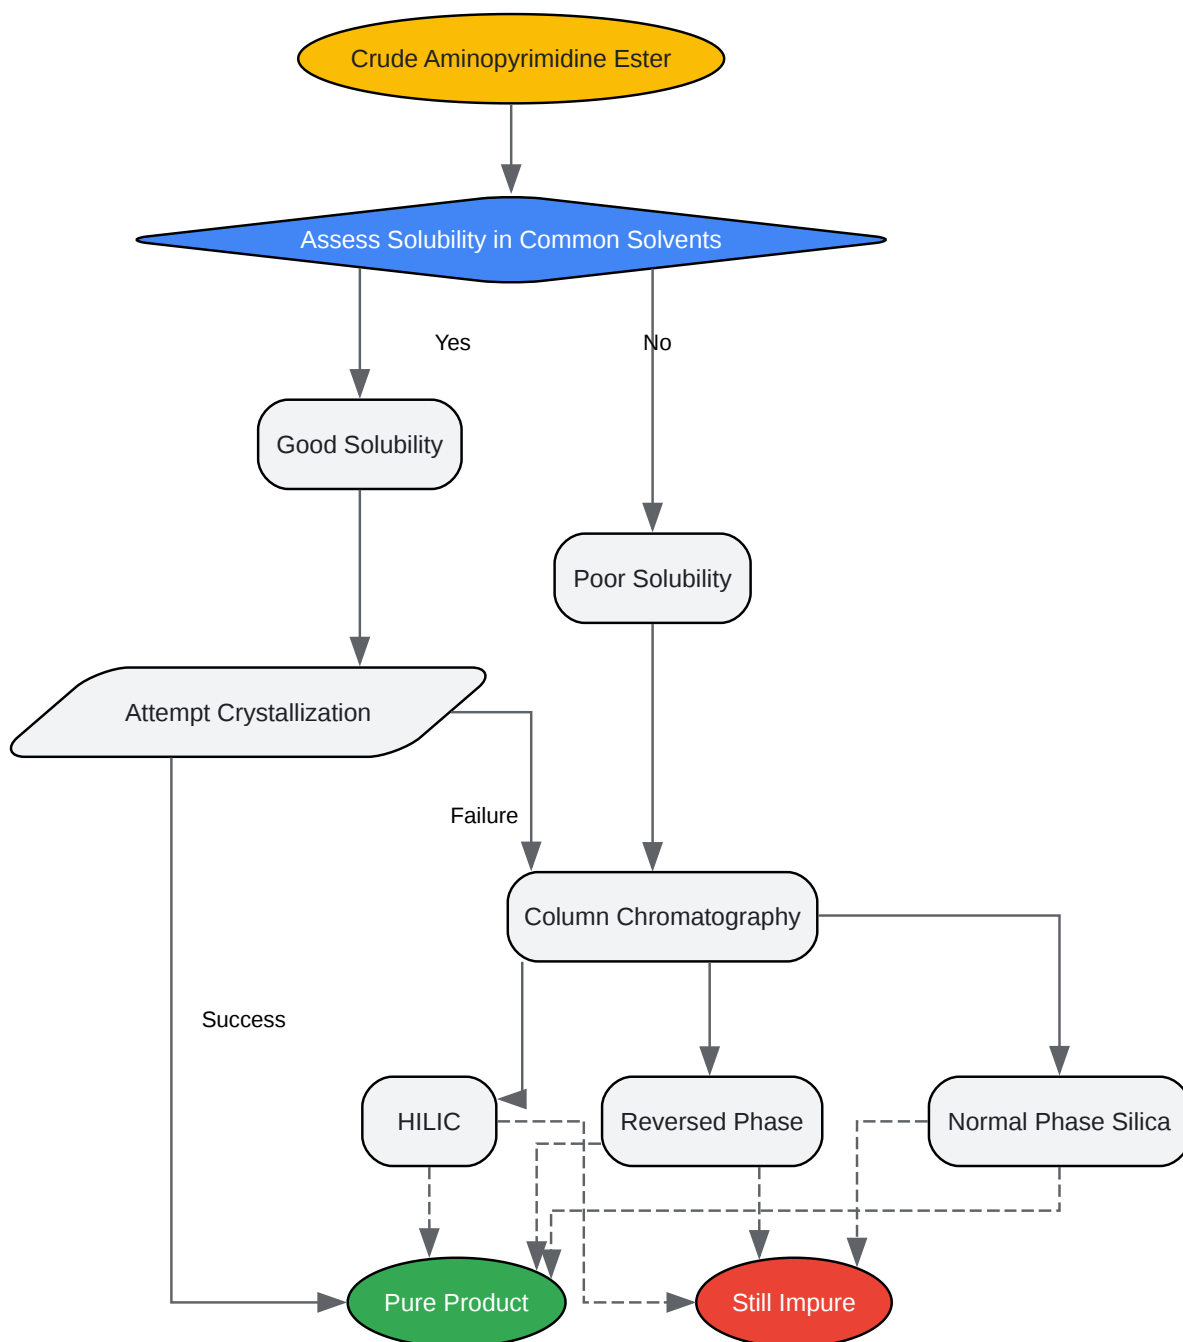 Crude Aminopyrimidine Ester
Assess Solubility in Common Solvents
Yes
No
Good Solubility
Poor Solubility
Attempt Crystallization
Failure
Column Chromatography
Success
HILIC
Reversed Phase
Normal Phase Silica
Pure Product
Still Impure